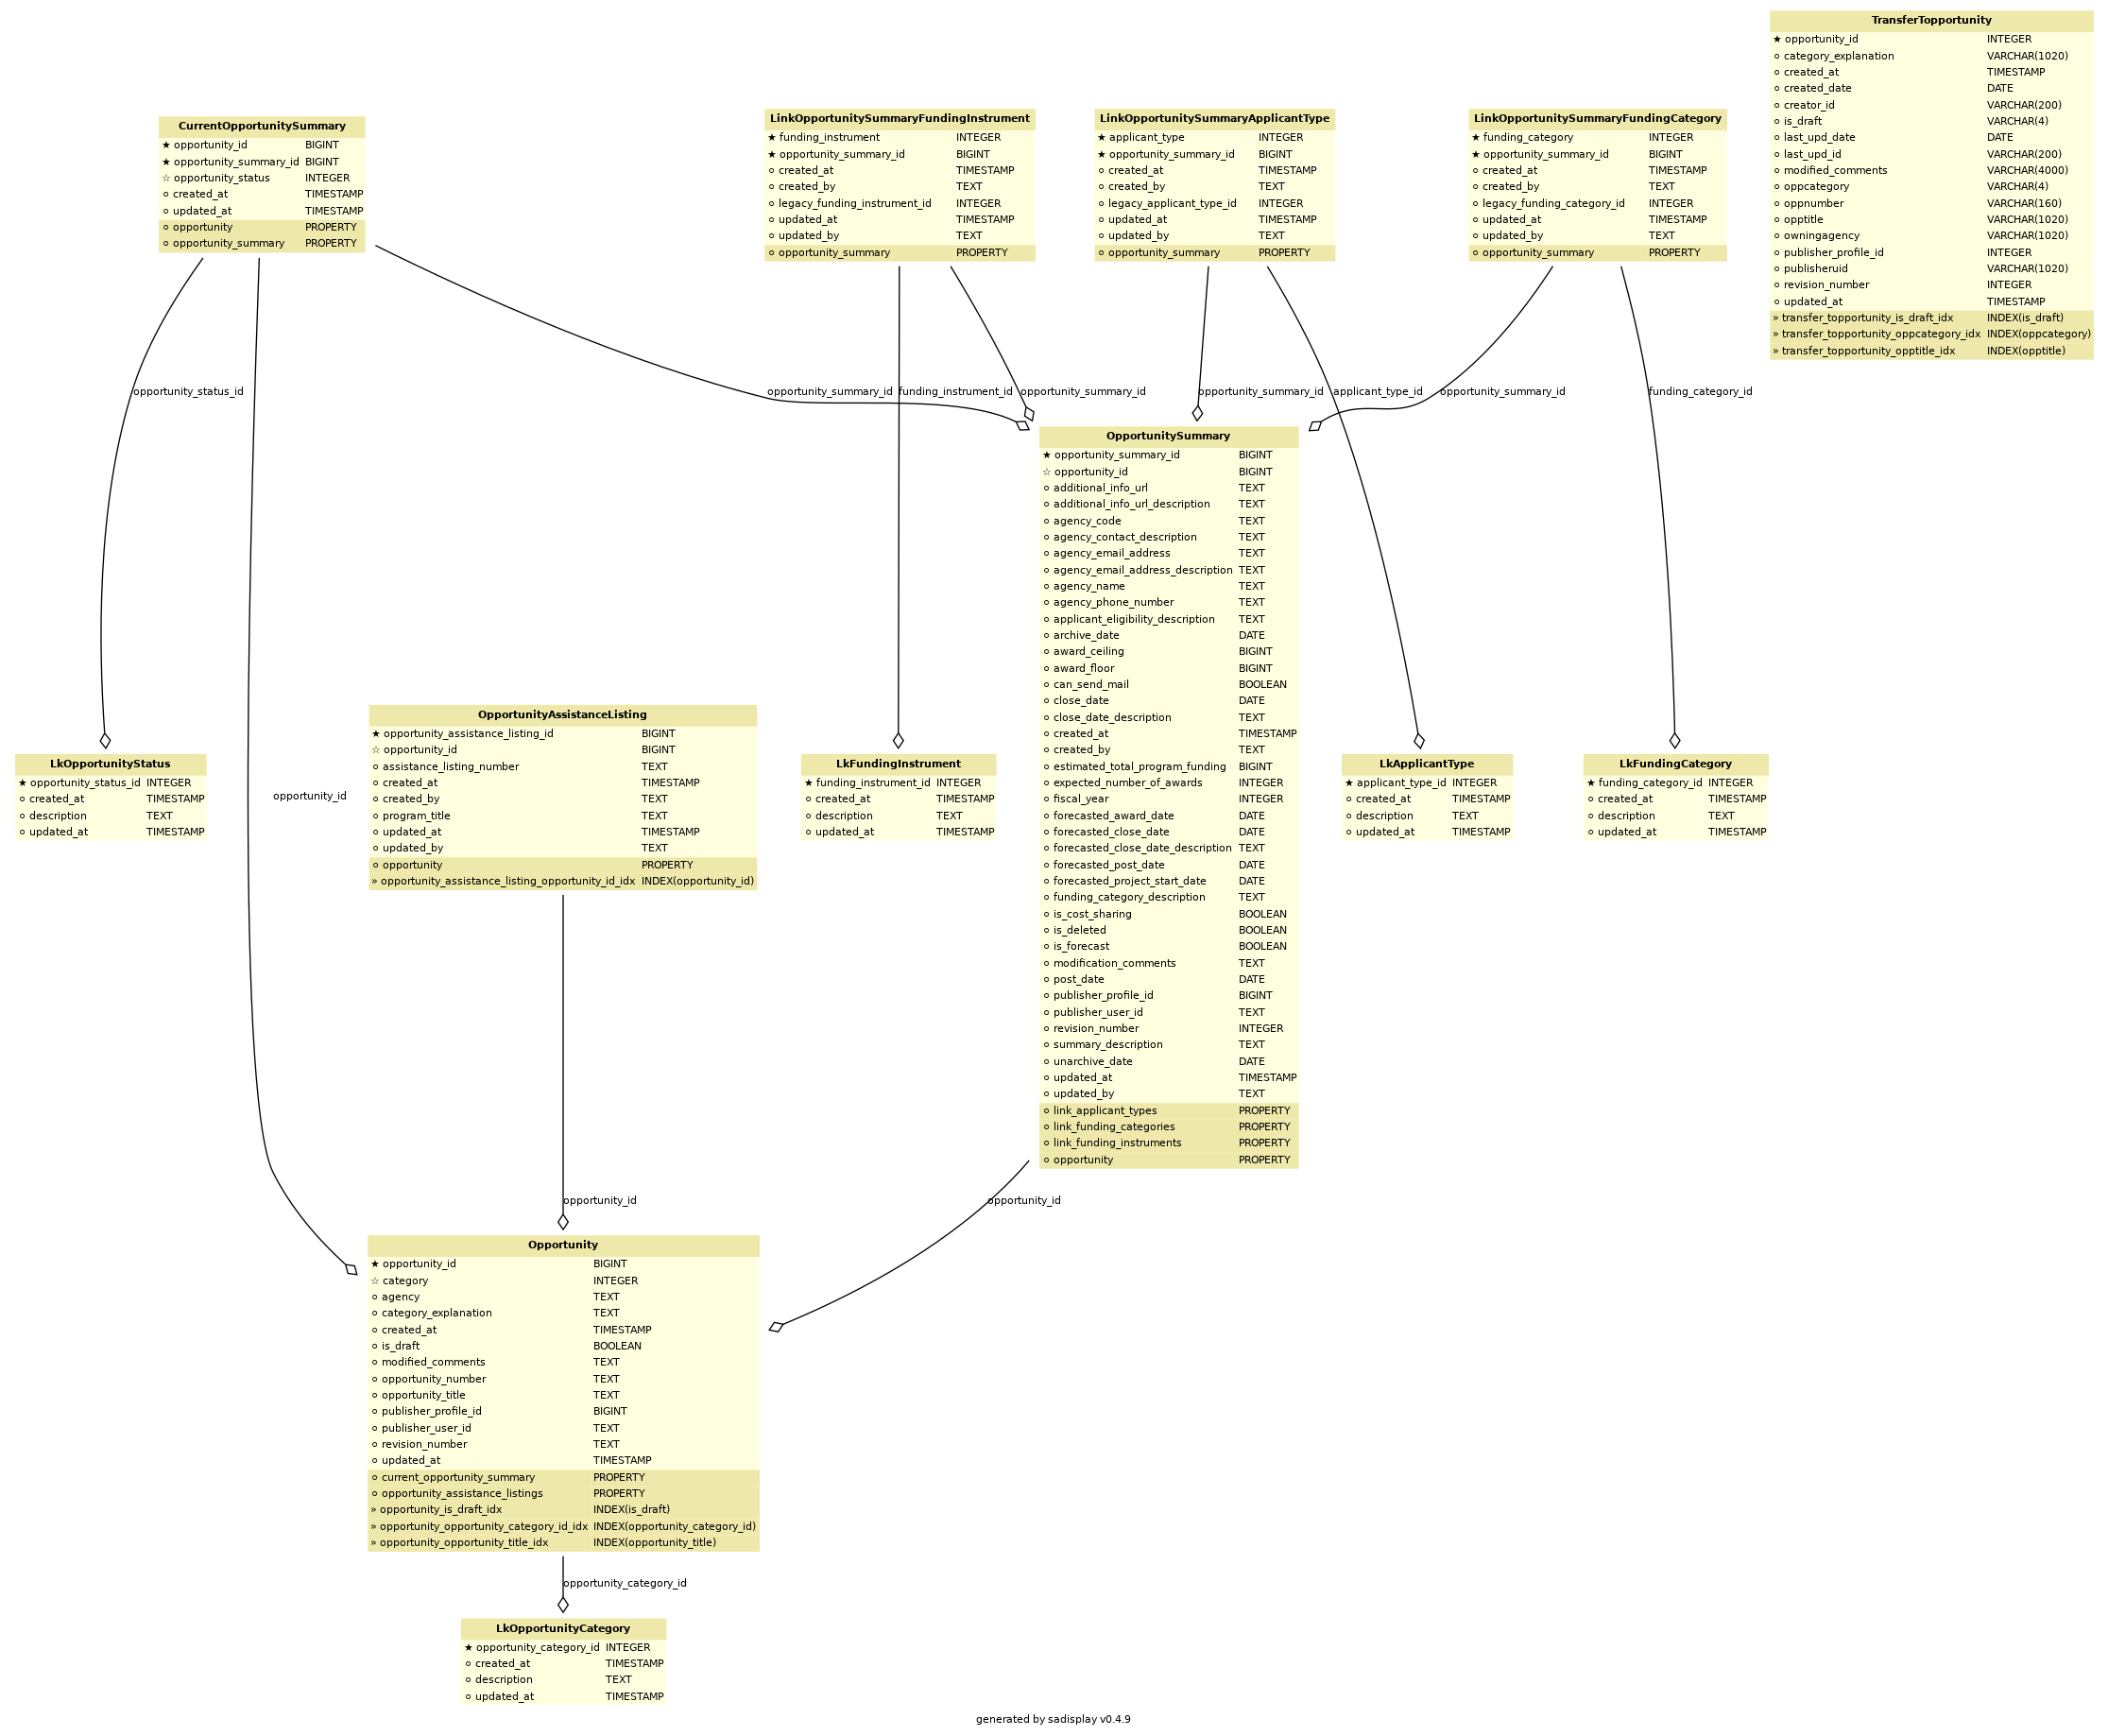 TransferTopportunity
★ opportunity_id INTEGER
○ category_explanation VARCHAR(1020)
○ created_at TIMESTAMP
○ created_date DATE
○ creator_id VARCHAR(200)
○ is_draft VARCHAR(4)
○ last_upd_date DATE
○ last_upd_id VARCHAR(200)
○ modified_comments VARCHAR(4000)
○ oppcategory VARCHAR(4)
○ oppnumber VARCHAR(160)
○ opptitle VARCHAR(1020)
○ owningagency VARCHAR(1020)
○ publisher_profile_id INTEGER
○ publisheruid VARCHAR(1020)
○ revision_number INTEGER
○ updated_at TIMESTAMP
» transfer_topportunity_is_draft_idx INDEX(is_draft)
» transfer_topportunity_oppcategory_idx INDEX(oppcategory)
» transfer_topportunity_opptitle_idx INDEX(opptitle)
CurrentOpportunitySummary
★ opportunity_id BIGINT
★ opportunity_summary_id BIGINT
☆ opportunity_status INTEGER
○ created_at TIMESTAMP
○ updated_at TIMESTAMP
○ opportunity PROPERTY
○ opportunity_summary PROPERTY
LinkOpportunitySummaryFundingInstrument
★ funding_instrument INTEGER
★ opportunity_summary_id BIGINT
○ created_at TIMESTAMP
○ created_by TEXT
○ legacy_funding_instrument_id INTEGER
○ updated_at TIMESTAMP
○ updated_by TEXT
○ opportunity_summary PROPERTY
LinkOpportunitySummaryApplicantType
★ applicant_type INTEGER
★ opportunity_summary_id BIGINT
○ created_at TIMESTAMP
○ created_by TEXT
○ legacy_applicant_type_id INTEGER
○ updated_at TIMESTAMP
○ updated_by TEXT
○ opportunity_summary PROPERTY
LinkOpportunitySummaryFundingCategory
★ funding_category INTEGER
★ opportunity_summary_id BIGINT
○ created_at TIMESTAMP
○ created_by TEXT
○ legacy_funding_category_id INTEGER
○ updated_at TIMESTAMP
○ updated_by TEXT
○ opportunity_summary PROPERTY
opportunity_status_id
opportunity_summary_id
funding_instrument_id
opportunity_summary_id
opportunity_summary_id
applicant_type_id
opportunity_summary_id
funding_category_id
OpportunitySummary
★ opportunity_summary_id BIGINT
☆ opportunity_id BIGINT
○ additional_info_url TEXT
○ additional_info_url_description TEXT
○ agency_code TEXT
○ agency_contact_description TEXT
○ agency_email_address TEXT
○ agency_email_address_description TEXT
○ agency_name TEXT
○ agency_phone_number TEXT
○ applicant_eligibility_description TEXT
○ archive_date DATE
○ award_ceiling BIGINT
○ award_floor BIGINT
○ can_send_mail BOOLEAN
○ close_date DATE
○ close_date_description TEXT
○ created_at TIMESTAMP
○ created_by TEXT
○ estimated_total_program_funding BIGINT
○ expected_number_of_awards INTEGER
○ fiscal_year INTEGER
○ forecasted_award_date DATE
○ forecasted_close_date DATE
○ forecasted_close_date_description TEXT
○ forecasted_post_date DATE
○ forecasted_project_start_date DATE
○ funding_category_description TEXT
○ is_cost_sharing BOOLEAN
○ is_deleted BOOLEAN
○ is_forecast BOOLEAN
○ modification_comments TEXT
○ post_date DATE
○ publisher_profile_id BIGINT
○ publisher_user_id TEXT
○ revision_number INTEGER
○ summary_description TEXT
○ unarchive_date DATE
○ updated_at TIMESTAMP
○ updated_by TEXT
○ link_applicant_types PROPERTY
○ link_funding_categories PROPERTY
○ link_funding_instruments PROPERTY
○ opportunity PROPERTY
LkOpportunityStatus
★ opportunity_status_id INTEGER
○ created_at TIMESTAMP
○ description TEXT
○ updated_at TIMESTAMP
opportunity_id
OpportunityAssistanceListing
★ opportunity_assistance_listing_id BIGINT
☆ opportunity_id BIGINT
○ assistance_listing_number TEXT
○ created_at TIMESTAMP
○ created_by TEXT
○ program_title TEXT
○ updated_at TIMESTAMP
○ updated_by TEXT
○ opportunity PROPERTY
» opportunity_assistance_listing_opportunity_id_idx INDEX(opportunity_id)
LkFundingInstrument
★ funding_instrument_id INTEGER
○ created_at TIMESTAMP
○ description TEXT
○ updated_at TIMESTAMP
LkApplicantType
★ applicant_type_id INTEGER
○ created_at TIMESTAMP
○ description TEXT
○ updated_at TIMESTAMP
LkFundingCategory
★ funding_category_id INTEGER
○ created_at TIMESTAMP
○ description TEXT
○ updated_at TIMESTAMP
opportunity_id
opportunity_id
Opportunity
★ opportunity_id BIGINT
☆ category INTEGER
○ agency TEXT
○ category_explanation TEXT
○ created_at TIMESTAMP
○ is_draft BOOLEAN
○ modified_comments TEXT
○ opportunity_number TEXT
○ opportunity_title TEXT
○ publisher_profile_id BIGINT
○ publisher_user_id TEXT
○ revision_number TEXT
○ updated_at TIMESTAMP
○ current_opportunity_summary PROPERTY
○ opportunity_assistance_listings PROPERTY
» opportunity_is_draft_idx INDEX(is_draft)
» opportunity_opportunity_category_id_idx INDEX(opportunity_category_id)
» opportunity_opportunity_title_idx INDEX(opportunity_title)
opportunity_category_id
LkOpportunityCategory
★ opportunity_category_id INTEGER
○ created_at TIMESTAMP
○ description TEXT
○ updated_at TIMESTAMP
generated by sadisplay v0.4.9